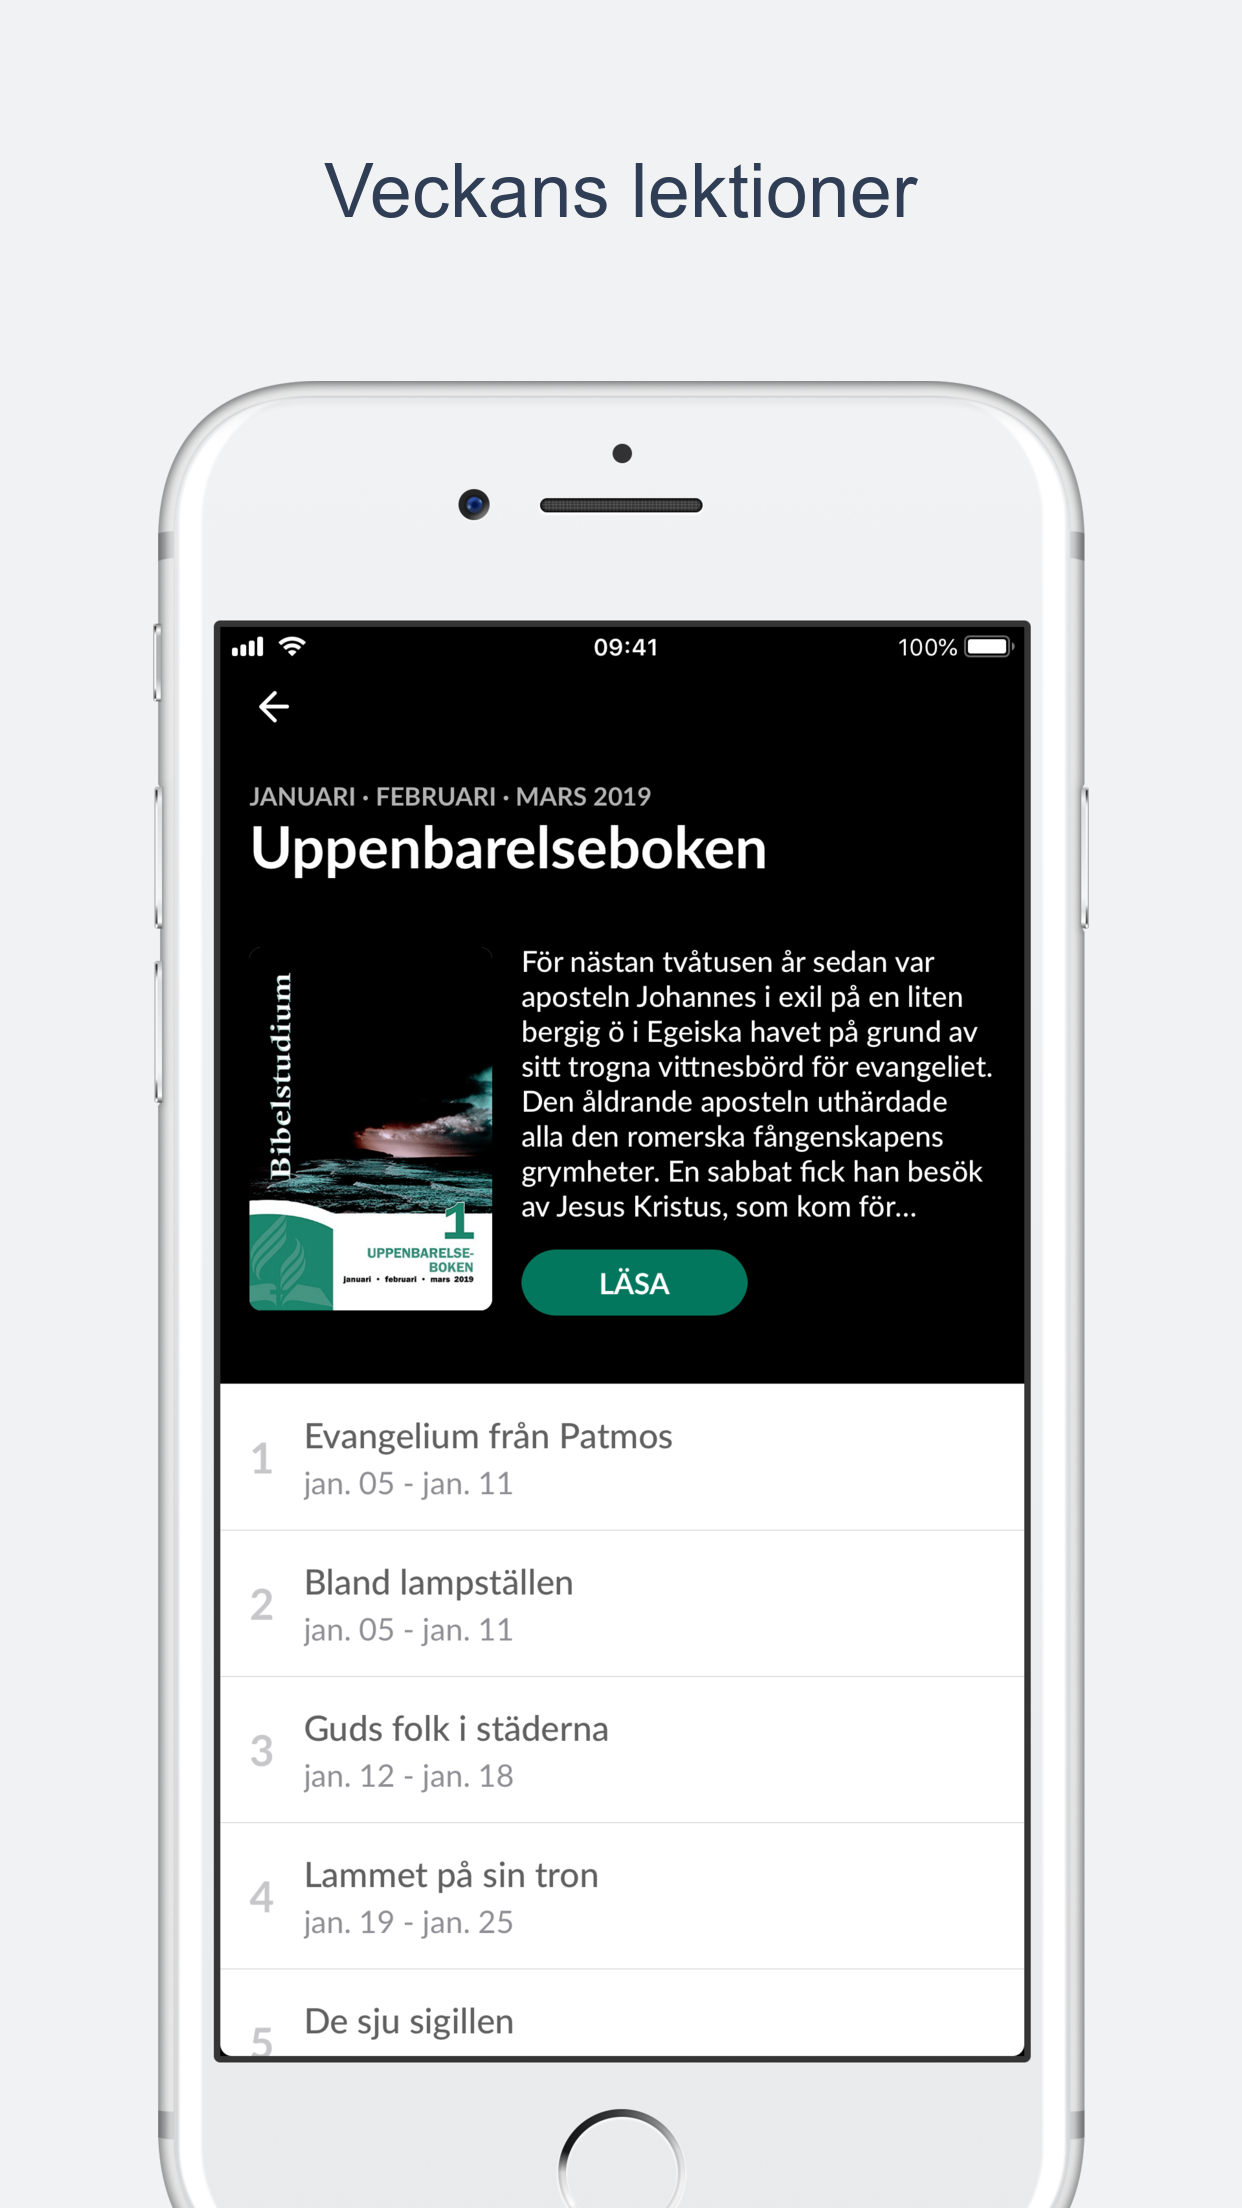 Veckans lektioner
09:41
100%
JANUARI · FEBRUARI · MARS 2019
Uppenbarelseboken
Bibelstudium
1
UPPENBARELSE-
BOKEN
januari • februari • mars 2019
För nästan tvåtusen år sedan var
aposteln Johannes i exil på en liten
bergig ö i Egeiska havet på grund av
sitt trogna vittnesbörd för evangeliet.
Den åldrande aposteln uthärdade
alla den romerska fångenskapens
grymheter. En sabbat fick han besök
av Jesus Kristus, som kom för...
LÄSA
1
Evangelium från Patmos
jan. 05 - jan. 11
2
Bland lampställen
jan. 05 - jan. 11
3
Guds folk i städerna
jan. 12 - jan. 18
4
Lammet på sin tron
jan. 19 - jan. 25
5
De sju sigillen